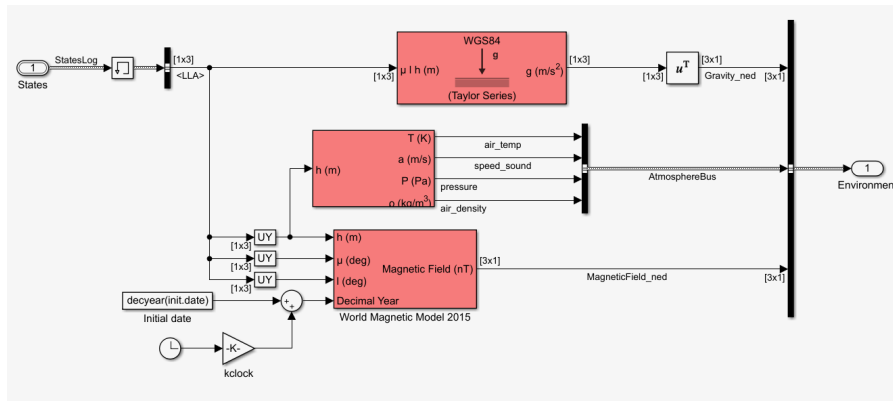 StatesLog
1
States
[1x3]
<LLA>
[1x3]
WGS84
g
μ l h (m)
g (m/s²)
(Taylor Series)
[1x3]
[1x3]
uᵀ
[3x1]
Gravity_ned
[3x1]
h (m)
T (K)
a (m/s)
P (Pa)
ρ (kg/m³)
air_temp
speed_sound
pressure
air_density
AtmosphereBus
1
Environment
UY
[1x3]
UY
[1x3]
UY
[1x3]
h (m)
μ (deg)
l (deg)
Decimal Year
Magnetic Field (nT)
World Magnetic Model 2015
[3x1]
MagneticField_ned
[3x1]
decyear(init.date)
Initial date
+
+
-K-
kclock